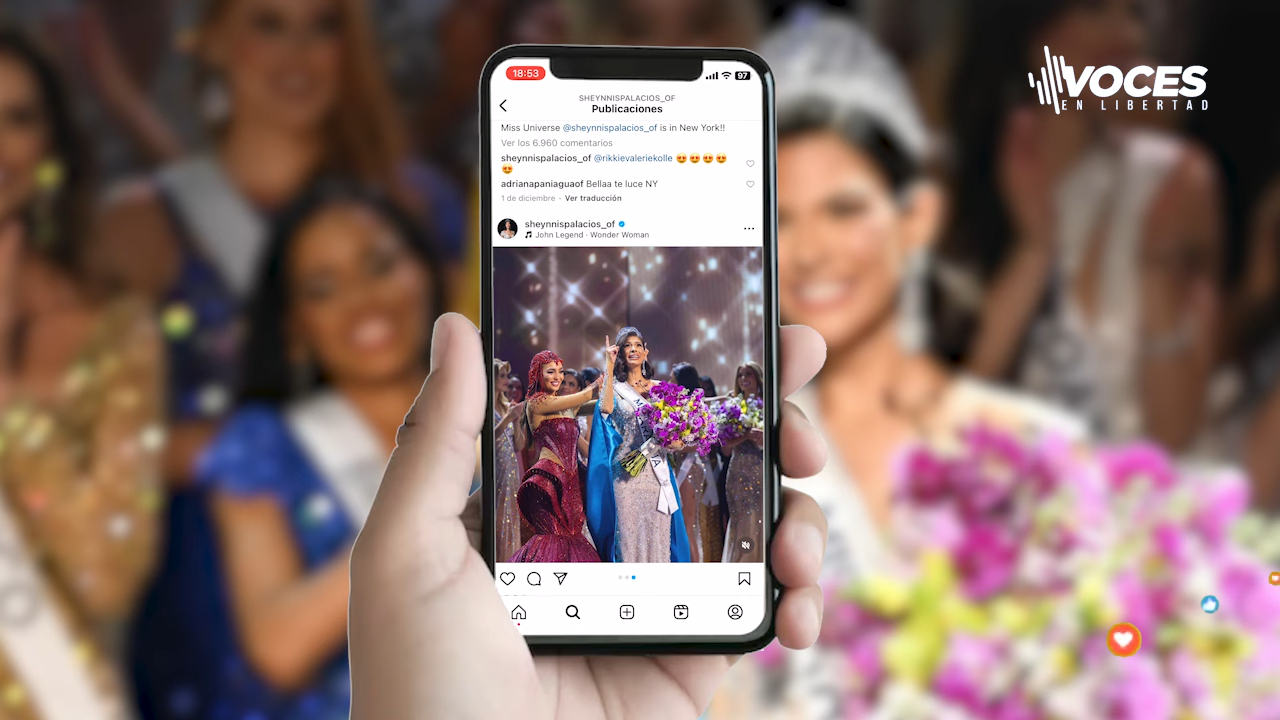 VOCES
EN LIBERTAD
18:53
97
SHEYNNISPALACIOS_OF
Publicaciones
Miss Universe @sheynnispalacios_of is in New York!!
Ver los 6.960 comentarios
sheynnispalacios_of @rikkievaleriekolle 😍😍😍😍
😍
adrianapaniaguaof Bellaa te luce NY
1 de diciembre · Ver traducción
sheynnispalacios_of
John Legend · Wonder Woman